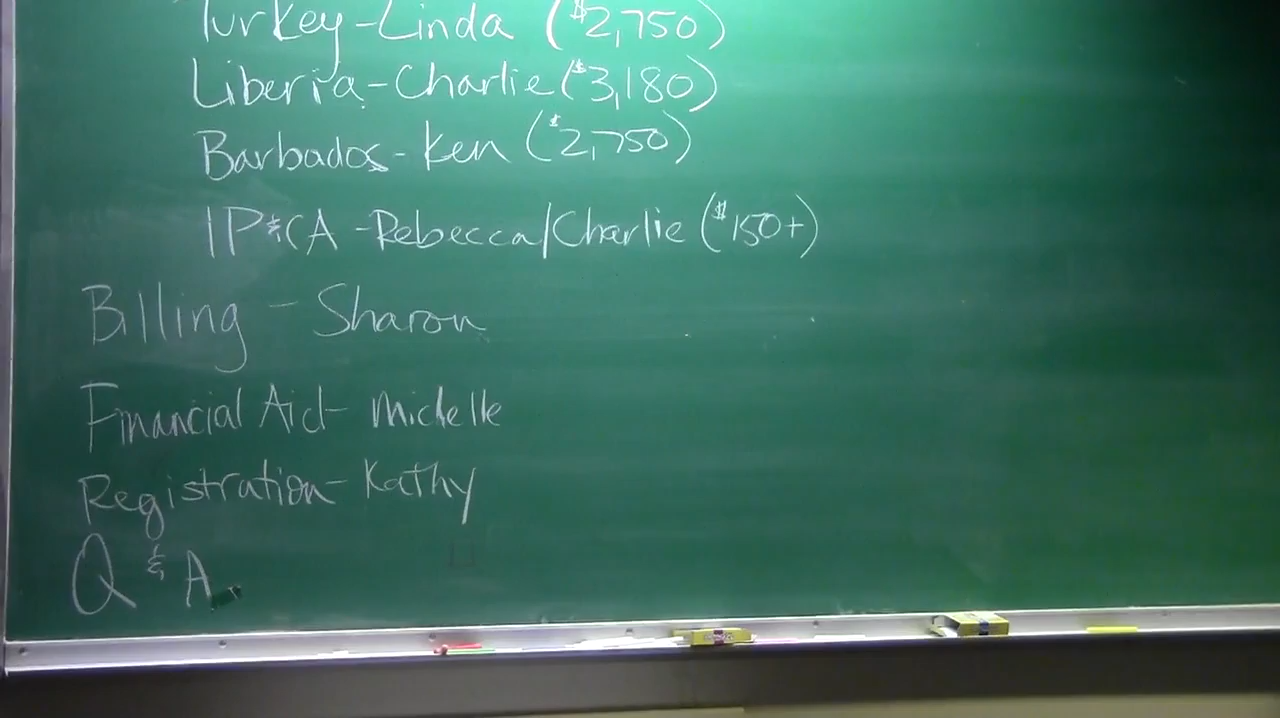 Turkey-Linda ($2,750)
Liberia-Charlie ($3,180)
Barbados-Ken ($2,750)
IP&CA-Rebecca/Charlie ($150+)
Billing - Sharon
Financial Aid- Michelle
Registration- Kathy
Q & A